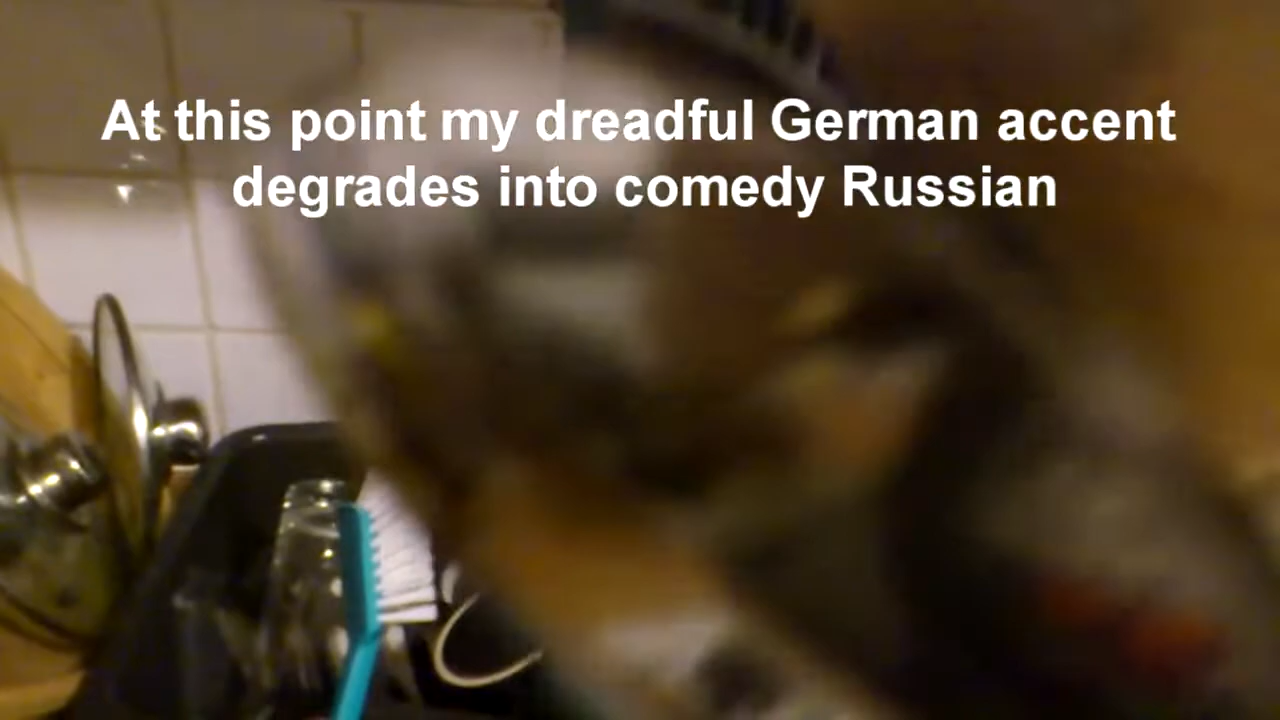 At this point my dreadful German accent
degrades into comedy Russian